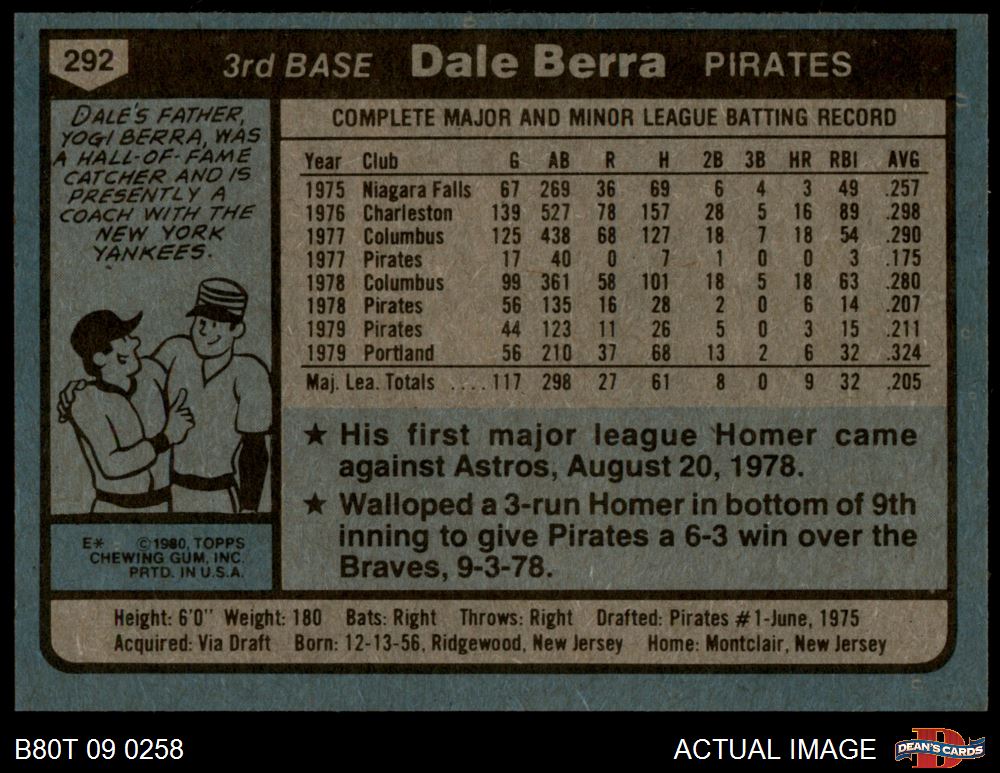 292 3rd BASE Dale Berra PIRATES
DALE'S FATHER,
YOGI BERRA, WAS
A HALL-OF-FAME
CATCHER AND IS
PRESENTLY A
COACH WITH THE
NEW YORK
YANKEES.
COMPLETE MAJOR AND MINOR LEAGUE BATTING RECORD
Year Club G AB R H 2B 3B HR RBI AVG
1975 Niagara Falls 67 269 36 69 6 4 3 49 .257
1976 Charleston 139 527 78 157 28 5 16 89 .298
1977 Columbus 125 438 68 127 18 7 18 54 .290
1977 Pirates 17 40 0 7 1 0 0 3 .175
1978 Columbus 99 361 58 101 18 5 18 63 .280
1978 Pirates 56 135 16 28 2 0 6 14 .207
1979 Pirates 44 123 11 26 5 0 3 15 .211
1979 Portland 56 210 37 68 13 2 6 32 .324
Maj. Lea. Totals .... 117 298 27 61 8 0 9 32 .205
★ His first major league Homer came
against Astros, August 20, 1978.
★ Walloped a 3-run Homer in bottom of 9th
inning to give Pirates a 6-3 win over the
Braves, 9-3-78.
E* ©1980, TOPPS
CHEWING GUM, INC.
PRTD. IN U.S.A.
Height: 6'0" Weight: 180 Bats: Right Throws: Right Drafted: Pirates #1-June, 1975
Acquired: Via Draft Born: 12-13-56, Ridgewood, New Jersey Home: Montclair, New Jersey
B80T 09 0258 ACTUAL IMAGE DEAN'S CARDS